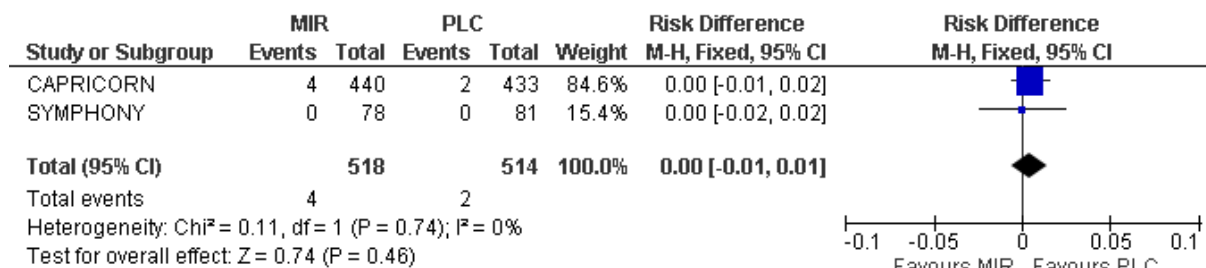 MIR PLC Risk Difference Risk Difference
Study or Subgroup Events Total Events Total Weight M-H, Fixed, 95% CI M-H, Fixed, 95% CI
CAPRICORN 4 440 2 433 84.6% 0.00 [-0.01, 0.02]
SYMPHONY 0 78 0 81 15.4% 0.00 [-0.02, 0.02]
Total (95% CI) 518 514 100.0% 0.00 [-0.01, 0.01]
Total events 4 2
Heterogeneity: Chi² = 0.11, df = 1 (P = 0.74); I² = 0%
Test for overall effect: Z = 0.74 (P = 0.46)
-0.1 -0.05 0 0.05 0.1
Favours MIR Favours PLC